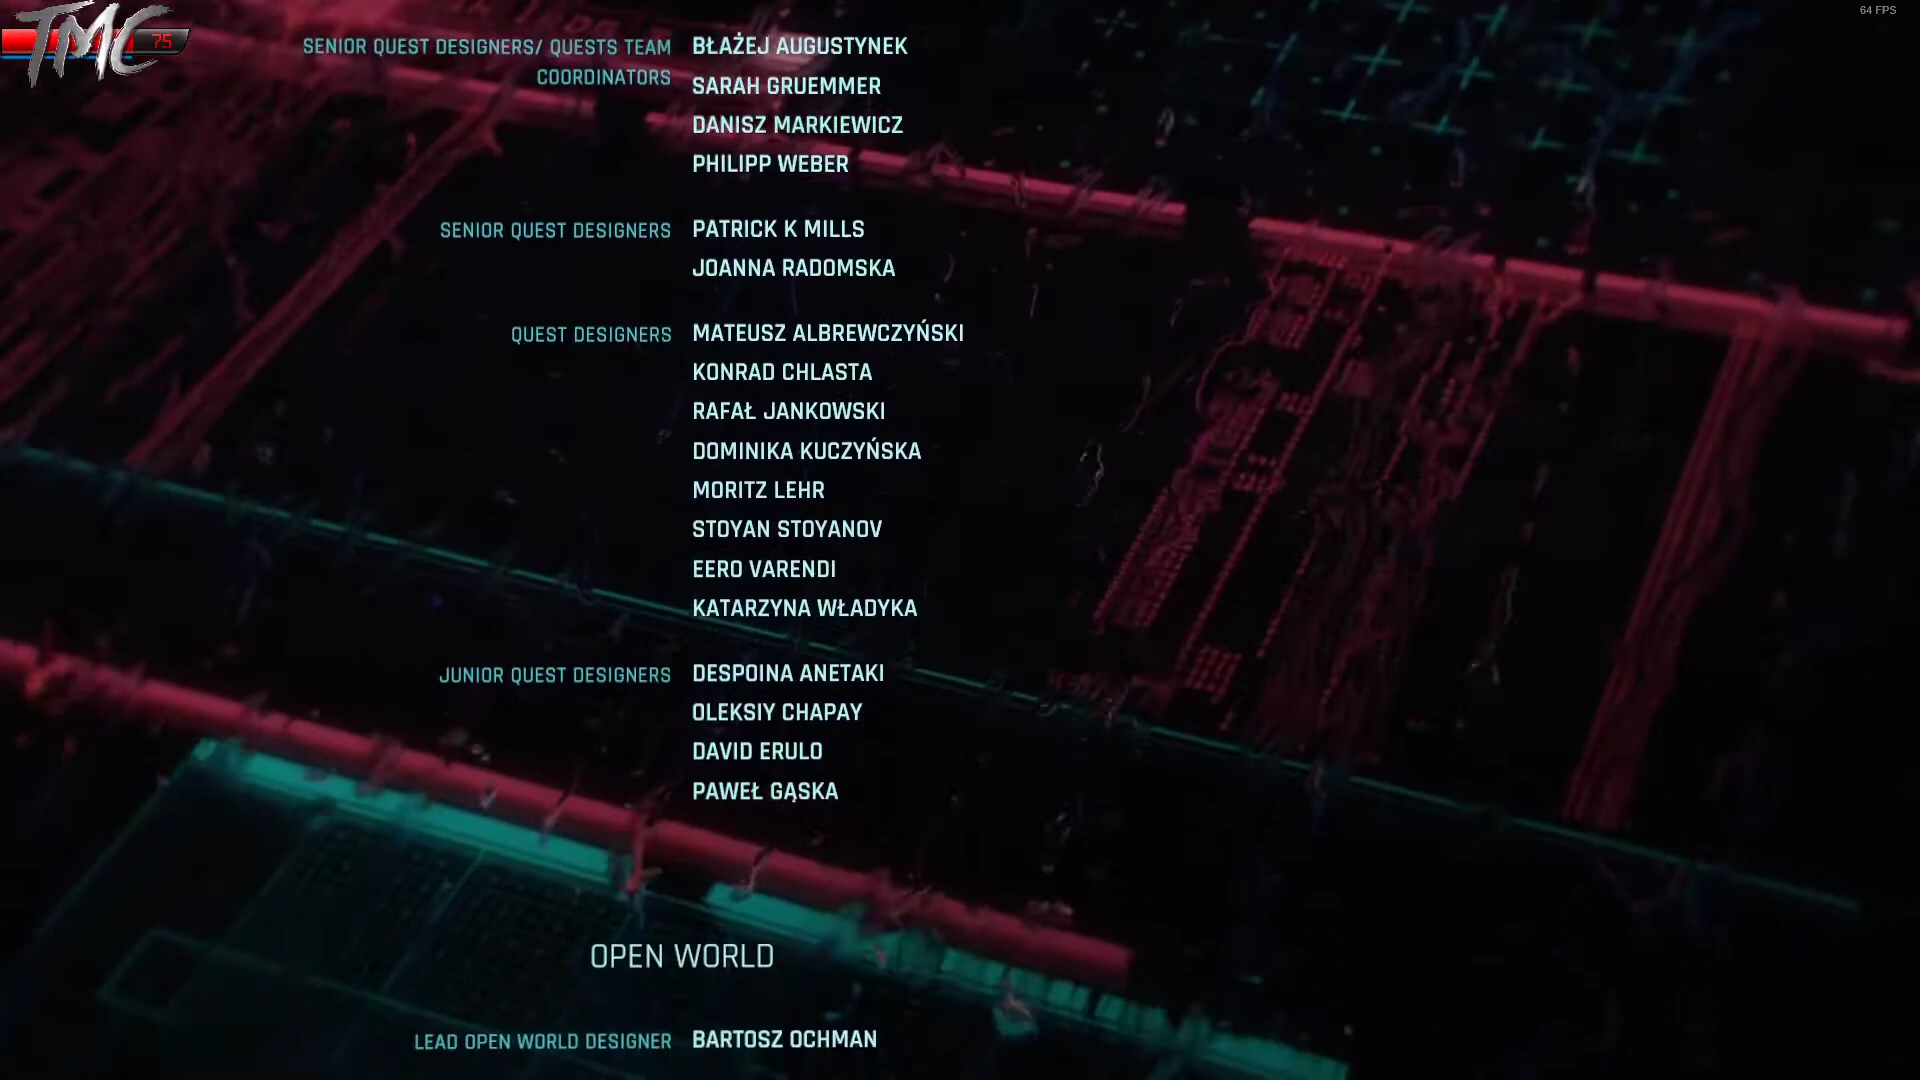 TMC
75
64 FPS
SENIOR QUEST DESIGNERS/ QUESTS TEAM
COORDINATORS
BŁAŻEJ AUGUSTYNEK
SARAH GRUEMMER
DANISZ MARKIEWICZ
PHILIPP WEBER
SENIOR QUEST DESIGNERS
PATRICK K MILLS
JOANNA RADOMSKA
QUEST DESIGNERS
MATEUSZ ALBREWCZYŃSKI
KONRAD CHLASTA
RAFAŁ JANKOWSKI
DOMINIKA KUCZYŃSKA
MORITZ LEHR
STOYAN STOYANOV
EERO VARENDI
KATARZYNA WŁADYKA
JUNIOR QUEST DESIGNERS
DESPOINA ANETAKI
OLEKSIY CHAPAY
DAVID ERULO
PAWEŁ GĄSKA
OPEN WORLD
LEAD OPEN WORLD DESIGNER
BARTOSZ OCHMAN